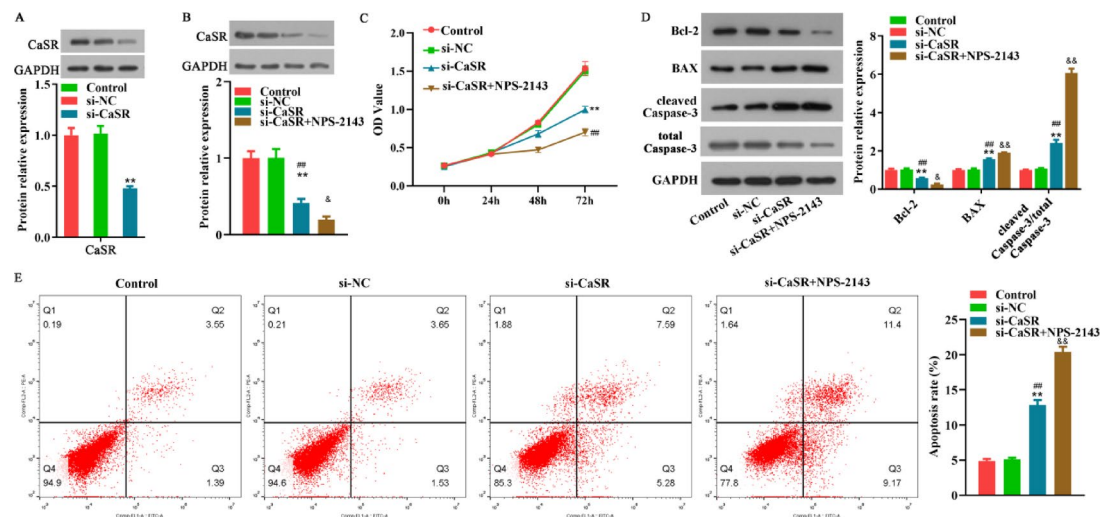 A
CaSR
GAPDH
Control
si-NC
si-CaSR
Protein relative expression
1.5
1.0
0.5
0.0
**
CaSR
B
CaSR
GAPDH
Control
si-NC
si-CaSR
si-CaSR+NPS-2143
Protein relative expression
2.0
1.5
1.0
0.5
0.0
##
**
&
C
Control
si-NC
si-CaSR
si-CaSR+NPS-2143
OD Value
2.0
1.5
1.0
0.5
0.0
**
##
0h 24h 48h 72h
D
Bcl-2
BAX
cleaved
Caspase-3
total
Caspase-3
GAPDH
Control
si-NC
si-CaSR
si-CaSR+NPS-2143
Control
si-NC
si-CaSR
si-CaSR+NPS-2143
Protein relative expression
8
6
4
2
0
##
**
&
##
**
&&
##
**
&&
Bcl-2
BAX
cleaved
Caspase-3/total
Caspase-3
E
Control
Q1
0.19
Q2
3.55
Q4
94.9
Q3
1.39
si-NC
Q1
0.21
Q2
3.65
Q4
94.6
Q3
1.53
si-CaSR
Q1
1.88
Q2
7.59
Q4
85.3
Q3
5.28
si-CaSR+NPS-2143
Q1
1.64
Q2
11.4
Q4
77.8
Q3
9.17
Control
si-NC
si-CaSR
si-CaSR+NPS-2143
Apoptosis rate (%)
25
20
15
10
5
0
##
**
&&